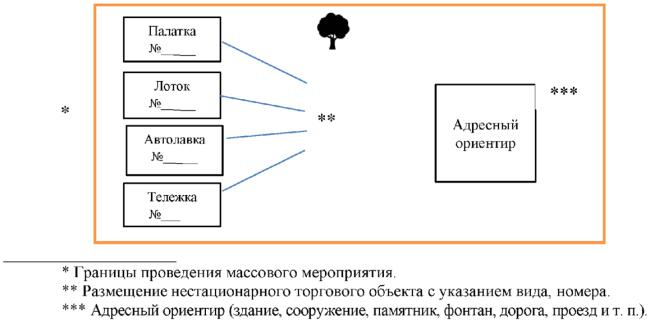 Палатка
№_____
Лоток
№_____
Автолавка
№_____
Тележка
№___
*
**
***
Адресный
ориентир
* Границы проведения массового мероприятия.
** Размещение нестационарного торгового объекта с указанием вида, номера.
*** Адресный ориентир (здание, сооружение, памятник, фонтан, дорога, проезд и т. п.).